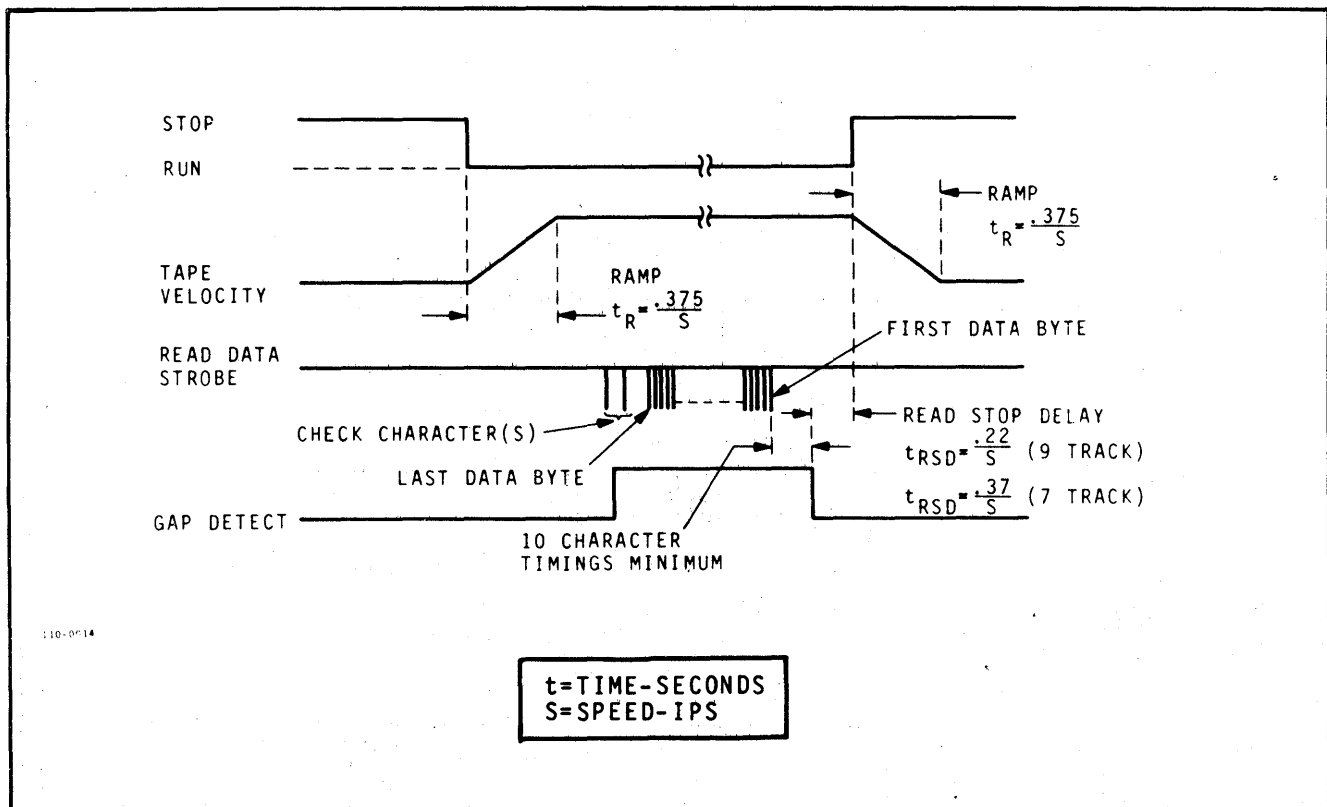 STOP
RUN
RAMP
t_R = .375/S
TAPE
VELOCITY
RAMP
t_R = .375/S
FIRST DATA BYTE
READ DATA
STROBE
READ STOP DELAY
CHECK CHARACTER(S)
t_RSD = .22/S (9 TRACK)
LAST DATA BYTE
t_RSD = .37/S (7 TRACK)
GAP DETECT
10 CHARACTER
TIMINGS MINIMUM
t=TIME-SECONDS
S=SPEED-IPS